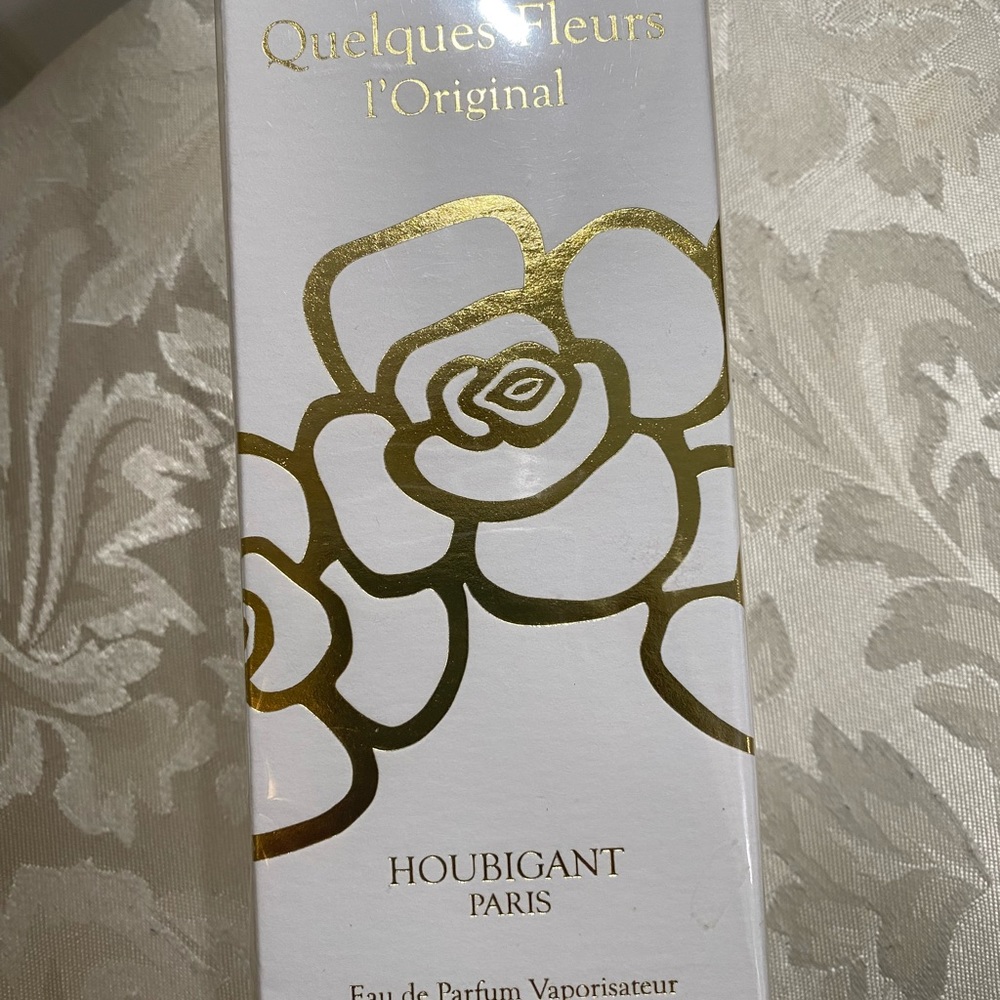 Quelques Fleurs
l'Original
HOUBIGANT
PARIS
Eau de Parfum Vaporisateur